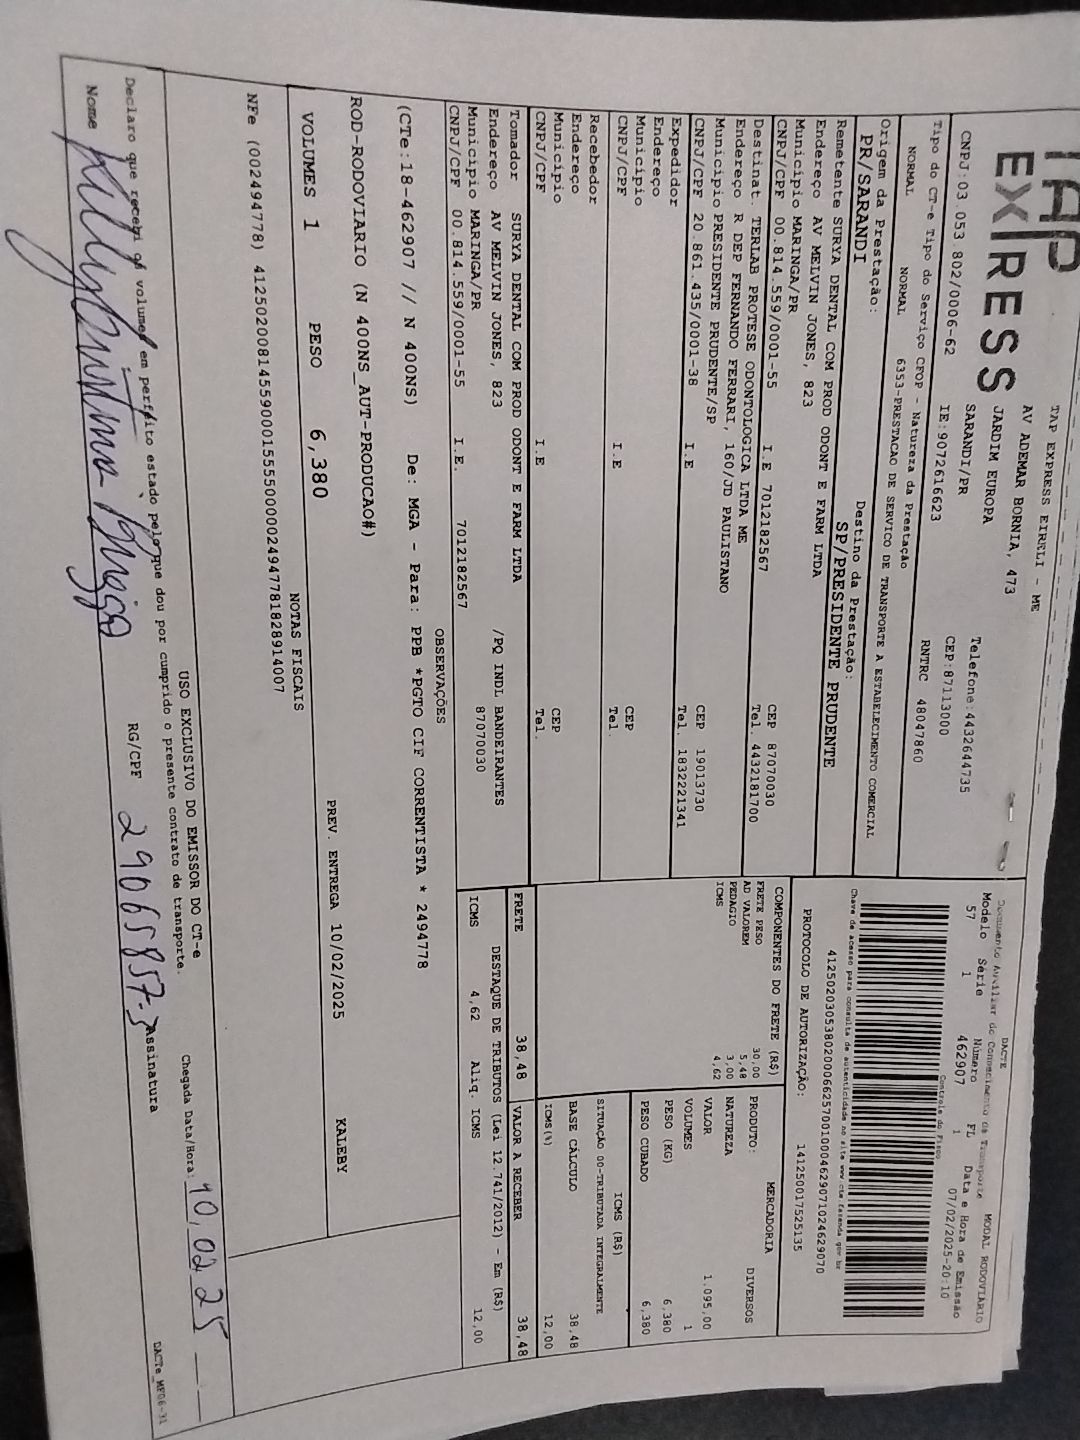 TAP
EXPRESS
TAP EXPRESS EIRELI - ME
AV ADEMAR BORNIA, 473
JARDIM EUROPA
SARANDI/PR
Telefone:4432644735
CEP:87113000
CNPJ:03.053.802/0006-62 IE:9072616623 RNTRC 48047860
Tipo do CT-e Tipo do Serviço CFOP - Natureza da Prestação
NORMAL NORMAL 6353-PRESTACAO DE SERVICO DE TRANSPORTE A ESTABELECIMENTO COMERCIAL
Origem da Prestação: Destino da Prestação:
PR/SARANDI SP/PRESIDENTE PRUDENTE
Remetente SURYA DENTAL COM PROD ODONT E FARM LTDA
Endereço AV MELVIN JONES, 823
Município MARINGA/PR CEP 87070030
CNPJ/CPF 00.814.559/0001-55 I.E 7012182567 Tel. 4432181700
Destinat. TERLAB PROTESE ODONTOLOGICA LTDA ME
Endereço R DEP FERNANDO FERRARI, 160/JD PAULISTANO
Município PRESIDENTE PRUDENTE/SP CEP 19013730
CNPJ/CPF 20.861.435/0001-38 I.E Tel. 1832221341
Expedidor
Endereço
Município CEP
CNPJ/CPF I.E Tel.
Recebedor
Endereço
Município CEP
CNPJ/CPF I.E Tel.
Tomador SURYA DENTAL COM PROD ODONT E FARM LTDA
Endereço AV MELVIN JONES, 823 /PQ INDL BANDEIRANTES
Município MARINGA/PR 87070030
CNPJ/CPF 00.814.559/0001-55 I.E. 7012182567
DACTE
Documento Auxiliar do Conhecimento de Transporte MODAL RODOVIÁRIO
Modelo Série Número FL Data e Hora de Emissão
57 1 462907 1 07/02/2025-20:10
Controle do Fisco
Chave de acesso para consulta de autenticidade no site www.cte.fazenda.gov.br
41250203053802000662570010004629071024629070
PROTOCOLO DE AUTORIZAÇÃO: 141250017525135
COMPONENTES DO FRETE (R$)
FRETE PESO 30,00
AD VALOREM 5,48
PEDAGIO 3,00
ICMS 4,62
MERCADORIA
PRODUTO: DIVERSOS
NATUREZA
VALOR 1.095,00
VOLUMES 1
PESO (KG) 6,380
PESO CUBADO 6,380
ICMS (R$)
SITUAÇÃO 00-TRIBUTADA INTEGRALMENTE
BASE CÁLCULO 38,48
ICMS(%) 12,00
FRETE 38,48 VALOR A RECEBER 38,48
DESTAQUE DE TRIBUTOS (Lei 12.741/2012) - Em (R$)
ICMS 4,62 Aliq. ICMS 12,00
OBSERVAÇÕES
(CTe:18-462907 // N 400NS) De: MGA - Para: PPB *PGTO CIF CORRENTISTA * 2494778
ROD-RODOVIARIO (N 400NS_AUT-PRODUCAO#)
VOLUMES 1 PESO 6,380 PREV. ENTREGA 10/02/2025 KALEBY
NOTAS FISCAIS
NFe (002494778) 41250200814559000155550000024947781828914007
USO EXCLUSIVO DO EMISSOR DO CT-e
Declaro que recebi os volumes em perfeito estado pelo que dou por cumprido o presente contrato de transporte.
Chegada Data/Hora: 10,02 25
Nome RG/CPF 29065857-3 Assinatura
DACTe_MF06-31